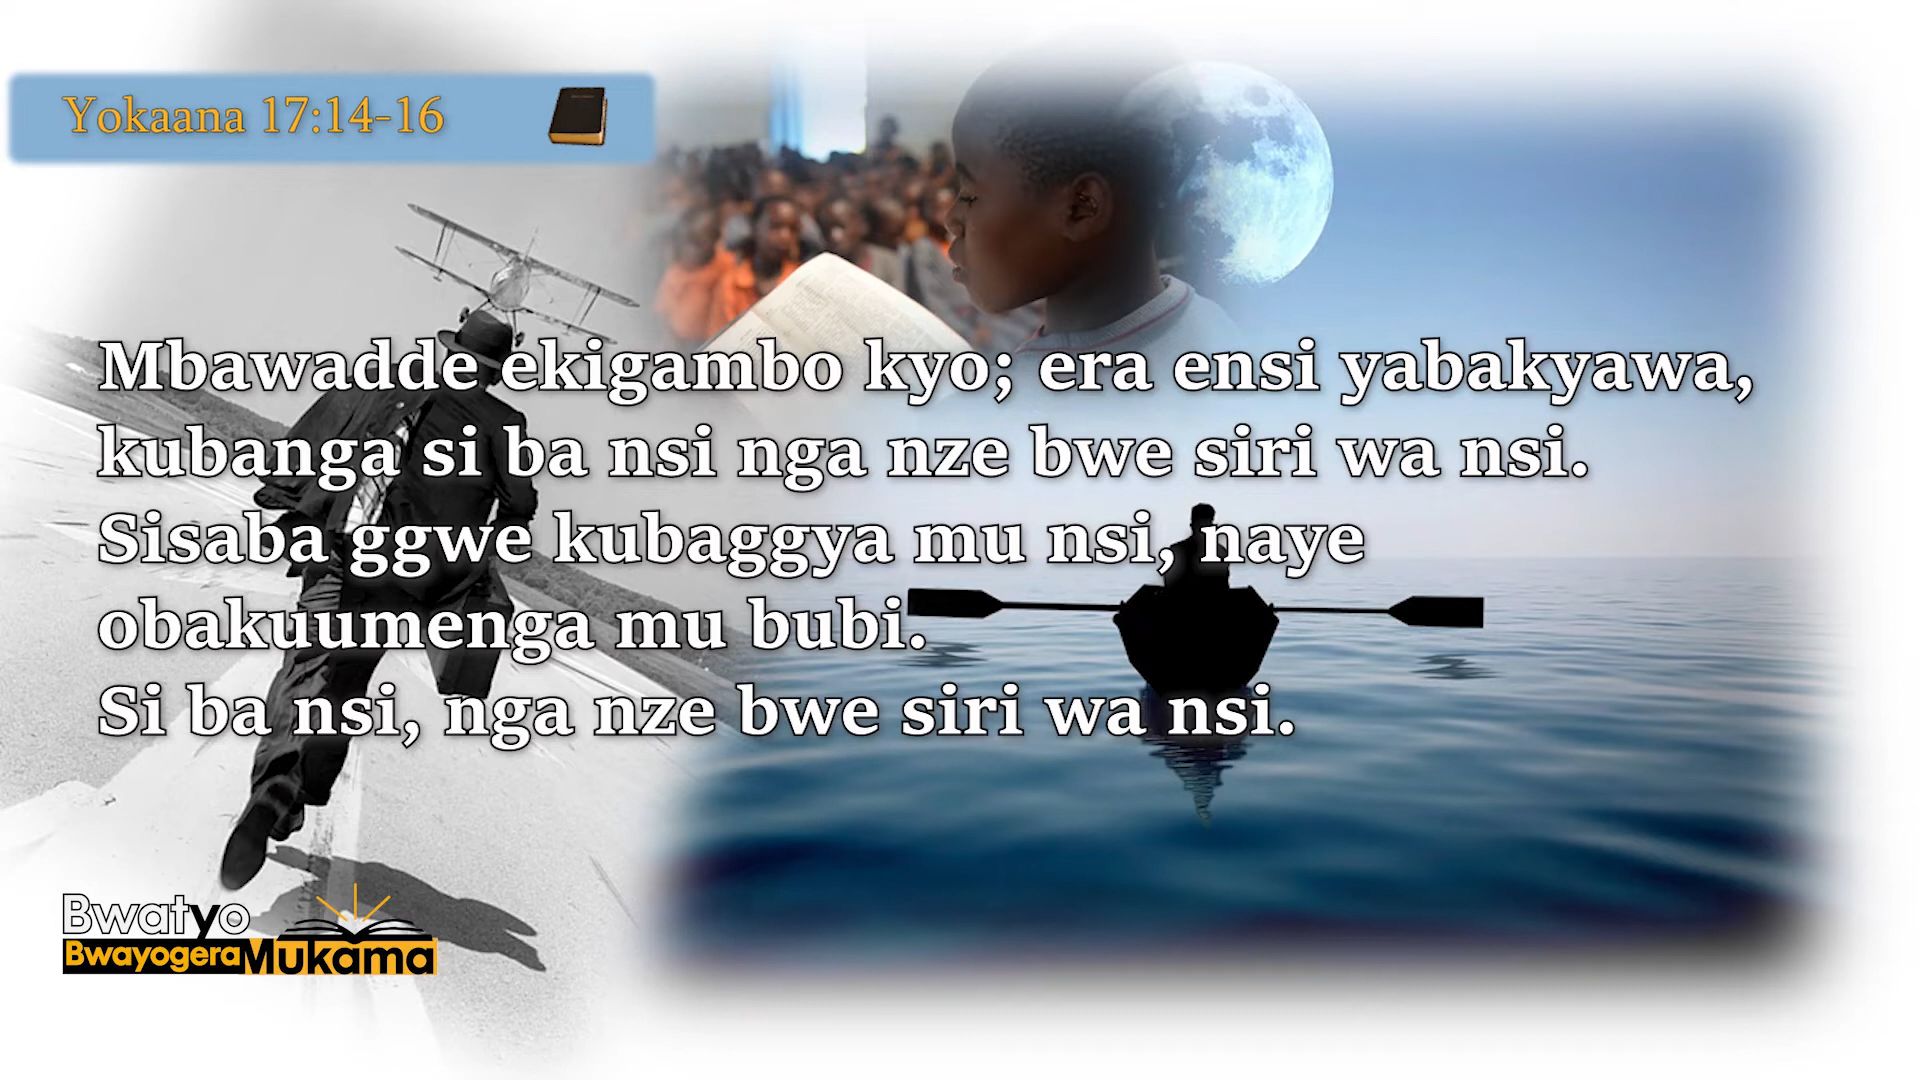 Yokaana 17:14-16
Mbawadde ekigambo kyo; era ensi yabakyawa,
kubanga si ba nsi nga nze bwe siri wa nsi.
Sisaba ggwe kubaggya mu nsi, naye
obakuumenga mu bubi.
Si ba nsi, nga nze bwe siri wa nsi.
Bwatyo
Bwayogera Mukama